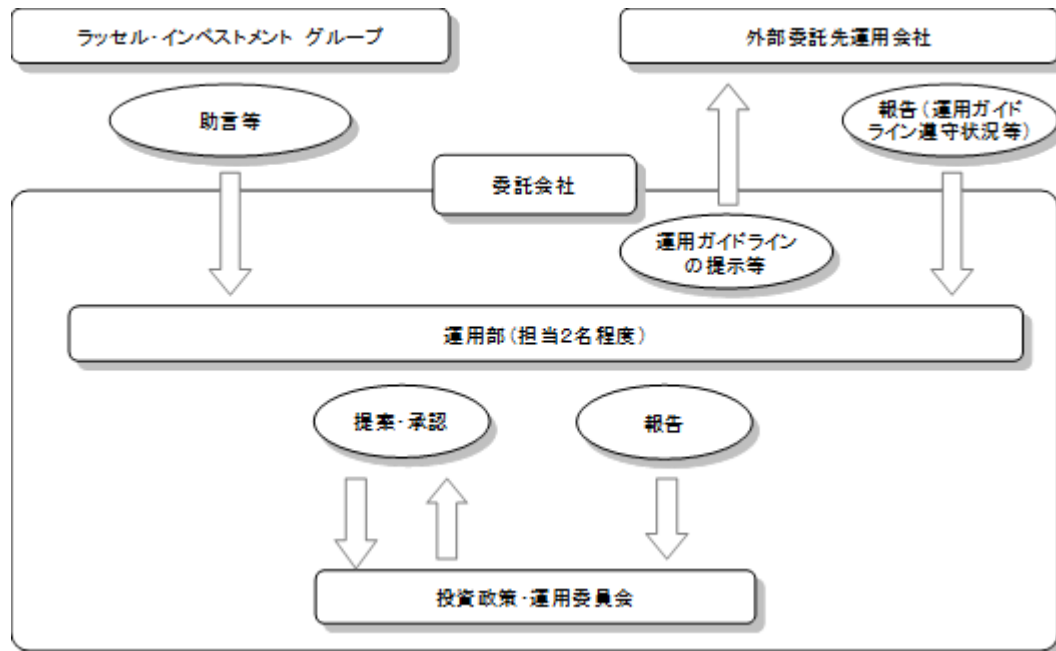 ラッセル・インベストメント グループ
外部委託先運用会社
助言等
報告(運用ガイド
ライン遵守状況等)
委託会社
運用ガイドライン
の提示等
運用部(担当2名程度)
提案・承認
報告
投資政策・運用委員会